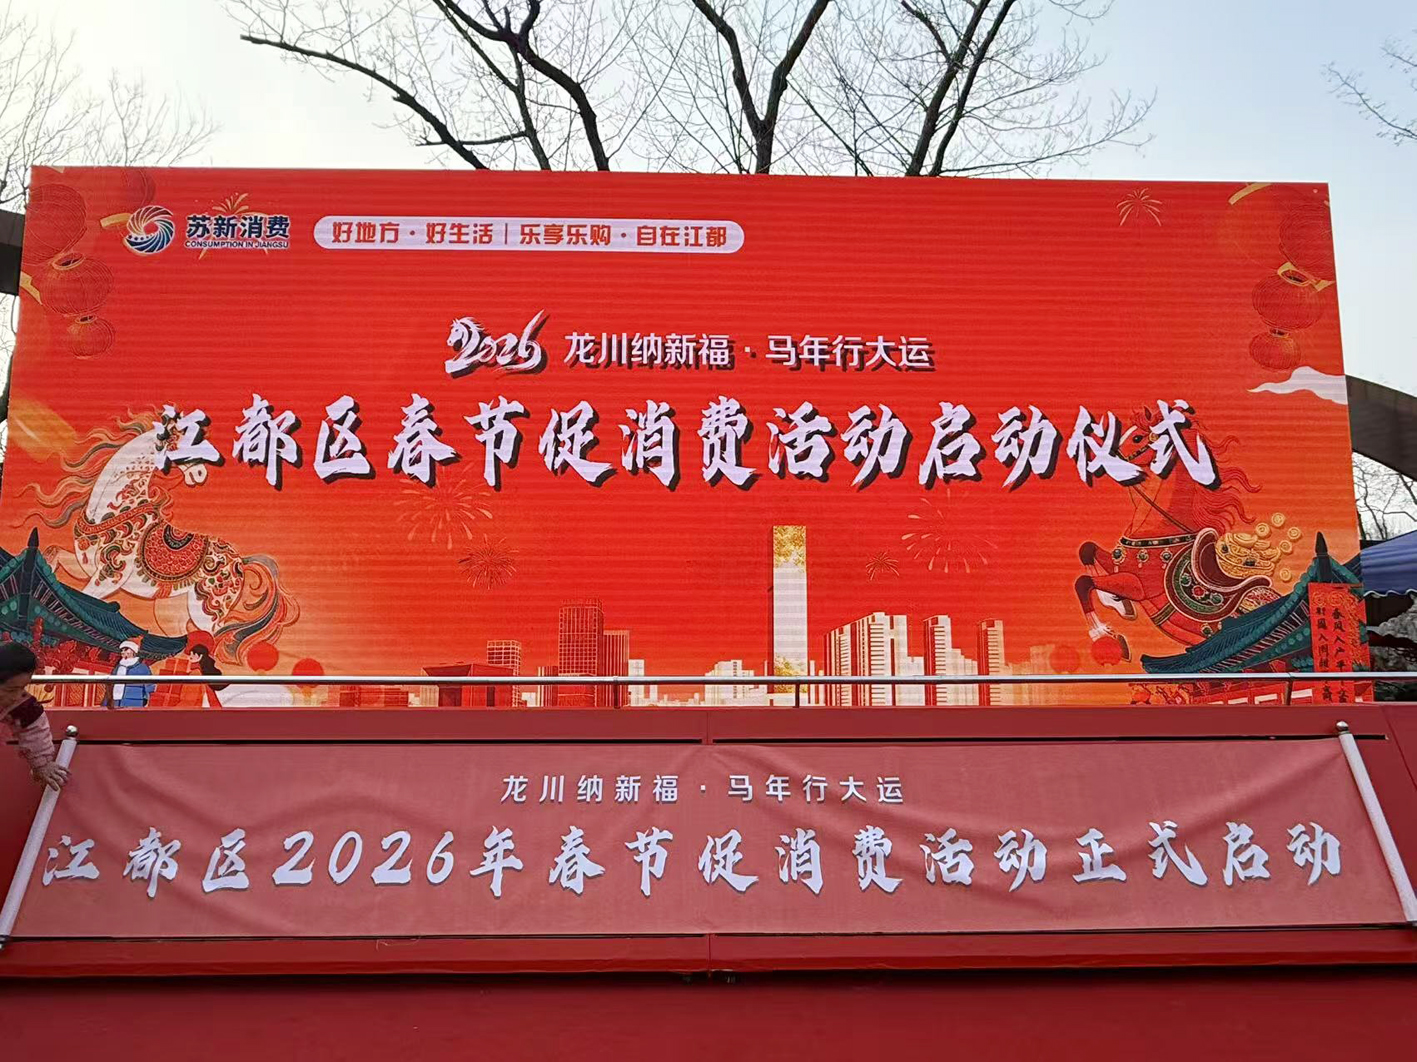 苏新消费
CONSUMPTION IN JIANGSU
好地方·好生活|乐享乐购·自在江都
2026 龙川纳新福·马年行大运
江都区春节促消费活动启动仪式
龙川纳新福·马年行大运
江都区2026年春节促消费活动正式启动